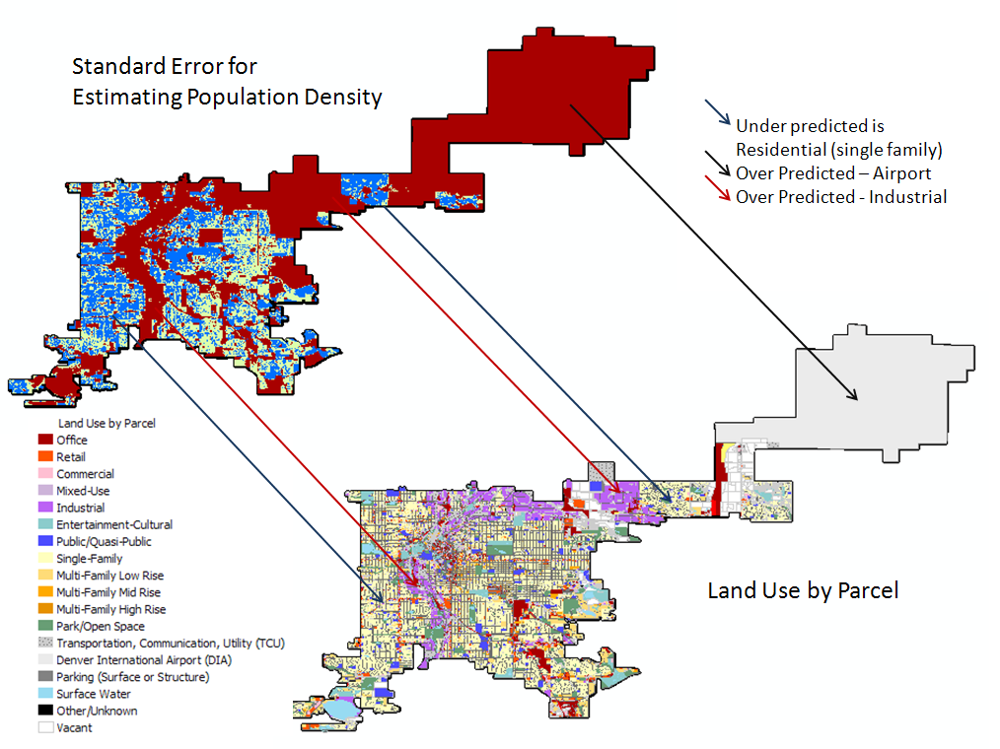 Standard Error for
Estimating Population Density
Under predicted is
Residential (single family)
Over Predicted – Airport
Over Predicted - Industrial
Land Use by Parcel
Office
Retail
Commercial
Mixed-Use
Industrial
Entertainment-Cultural
Public/Quasi-Public
Single-Family
Multi-Family Low Rise
Multi-Family Mid Rise
Multi-Family High Rise
Park/Open Space
Transportation, Communication, Utility (TCU)
Denver International Airport (DIA)
Parking (Surface or Structure)
Surface Water
Other/Unknown
Vacant
Land Use by Parcel